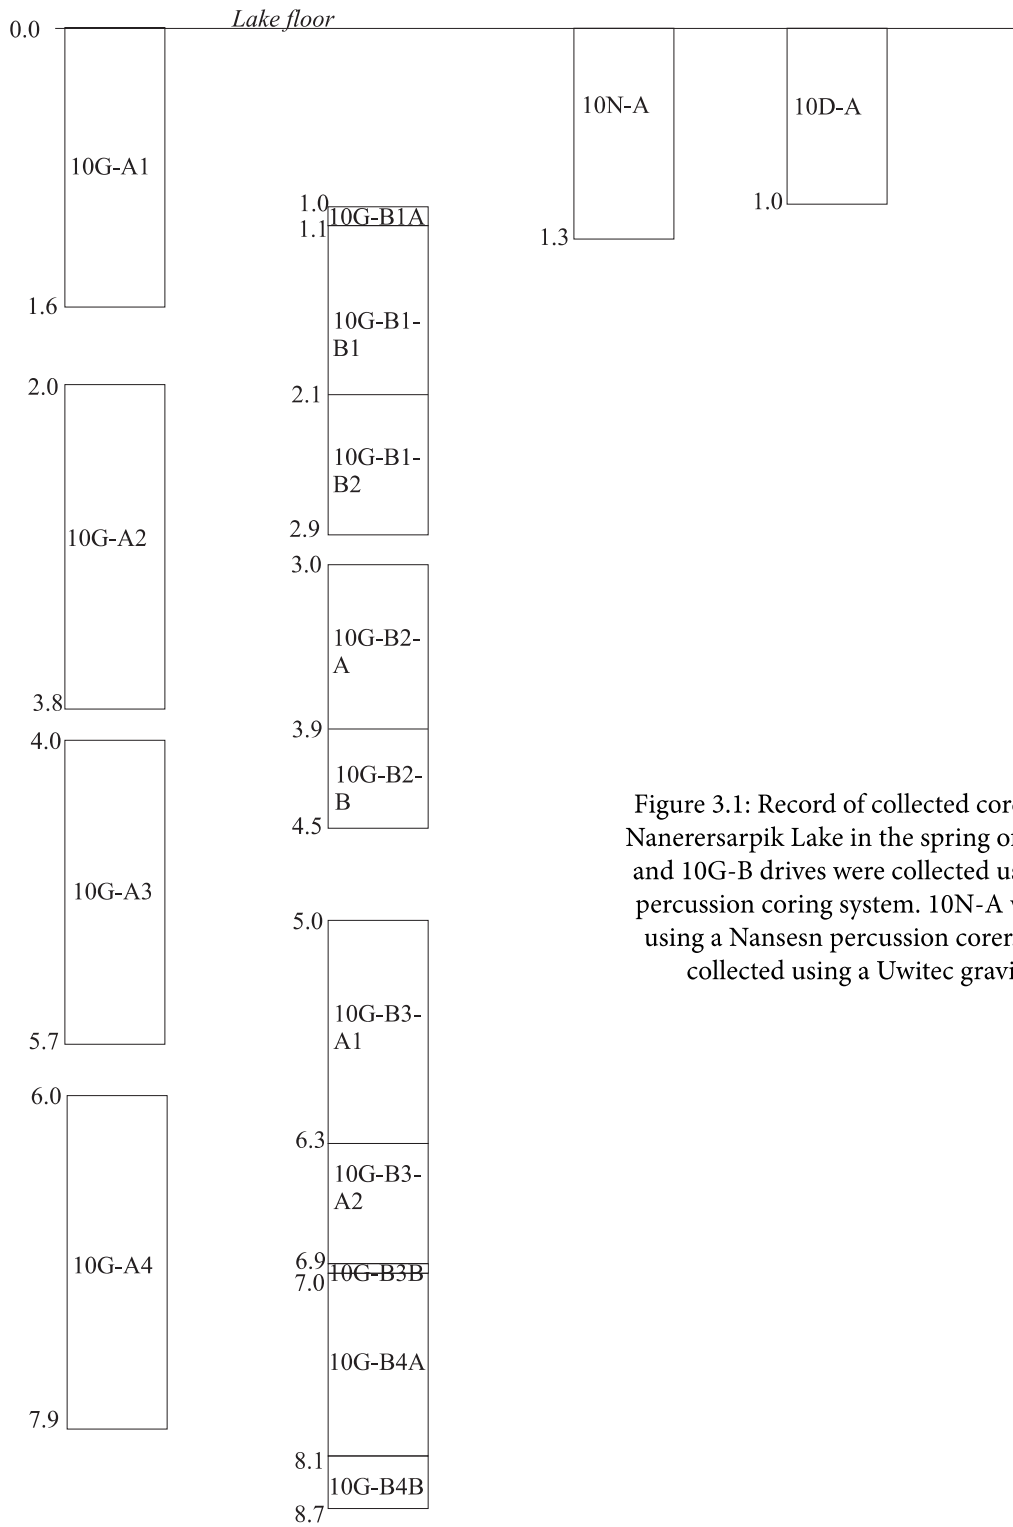 0.0
Lake floor
10G-A1
1.6
2.0
10G-A2
3.8
4.0
10G-A3
5.7
6.0
10G-A4
7.9
1.0
10G-B1A
1.1
10G-B1-
B1
2.1
10G-B1-
B2
2.9
3.0
10G-B2-
A
3.9
10G-B2-
B
4.5
5.0
10G-B3-
A1
6.3
10G-B3-
A2
6.9
10G-B3B
7.0
10G-B4A
8.1
10G-B4B
8.7
10N-A
1.3
10D-A
1.0
Figure 3.1: Record of collected cor
Nanerersarpik Lake in the spring o
and 10G-B drives were collected u
percussion coring system. 10N-A
using a Nansesn percussion corer
collected using a Uwitec gravi